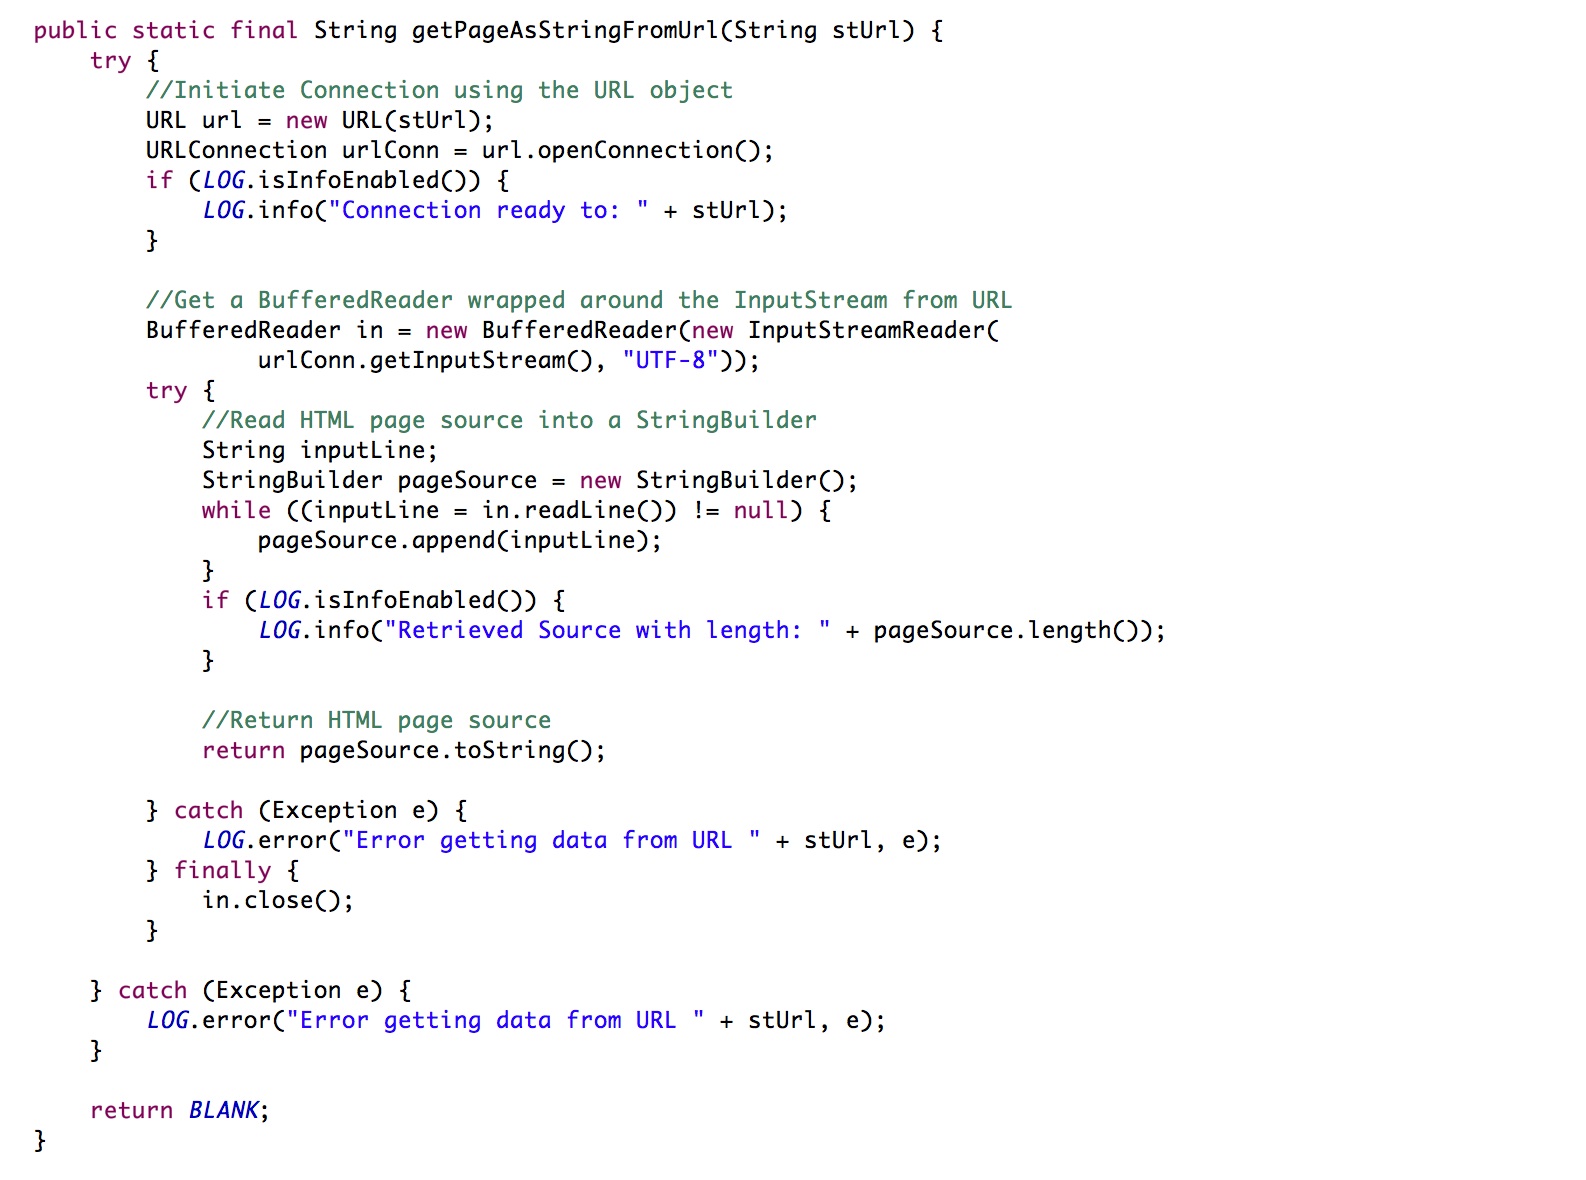 public static final String getPageAsStringFromUrl(String stUrl) {
    try {
        //Initiate Connection using the URL object
        URL url = new URL(stUrl);
        URLConnection urlConn = url.openConnection();
        if (LOG.isInfoEnabled()) {
            LOG.info("Connection ready to: " + stUrl);
        }

        //Get a BufferedReader wrapped around the InputStream from URL
        BufferedReader in = new BufferedReader(new InputStreamReader(
                urlConn.getInputStream(), "UTF-8"));
        try {
            //Read HTML page source into a StringBuilder
            String inputLine;
            StringBuilder pageSource = new StringBuilder();
            while ((inputLine = in.readLine()) != null) {
                pageSource.append(inputLine);
            }
            if (LOG.isInfoEnabled()) {
                LOG.info("Retrieved Source with length: " + pageSource.length());
            }

            //Return HTML page source
            return pageSource.toString();

        } catch (Exception e) {
            LOG.error("Error getting data from URL " + stUrl, e);
        } finally {
            in.close();
        }

    } catch (Exception e) {
        LOG.error("Error getting data from URL " + stUrl, e);
    }

    return BLANK;
}